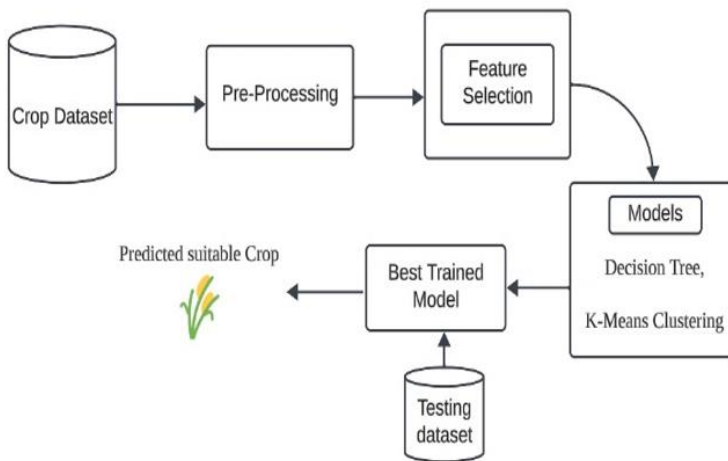 Crop Dataset
Pre-Processing
Feature
Selection
Models
Decision Tree,
K-Means Clustering
Best Trained
Model
Testing
dataset
Predicted suitable Crop